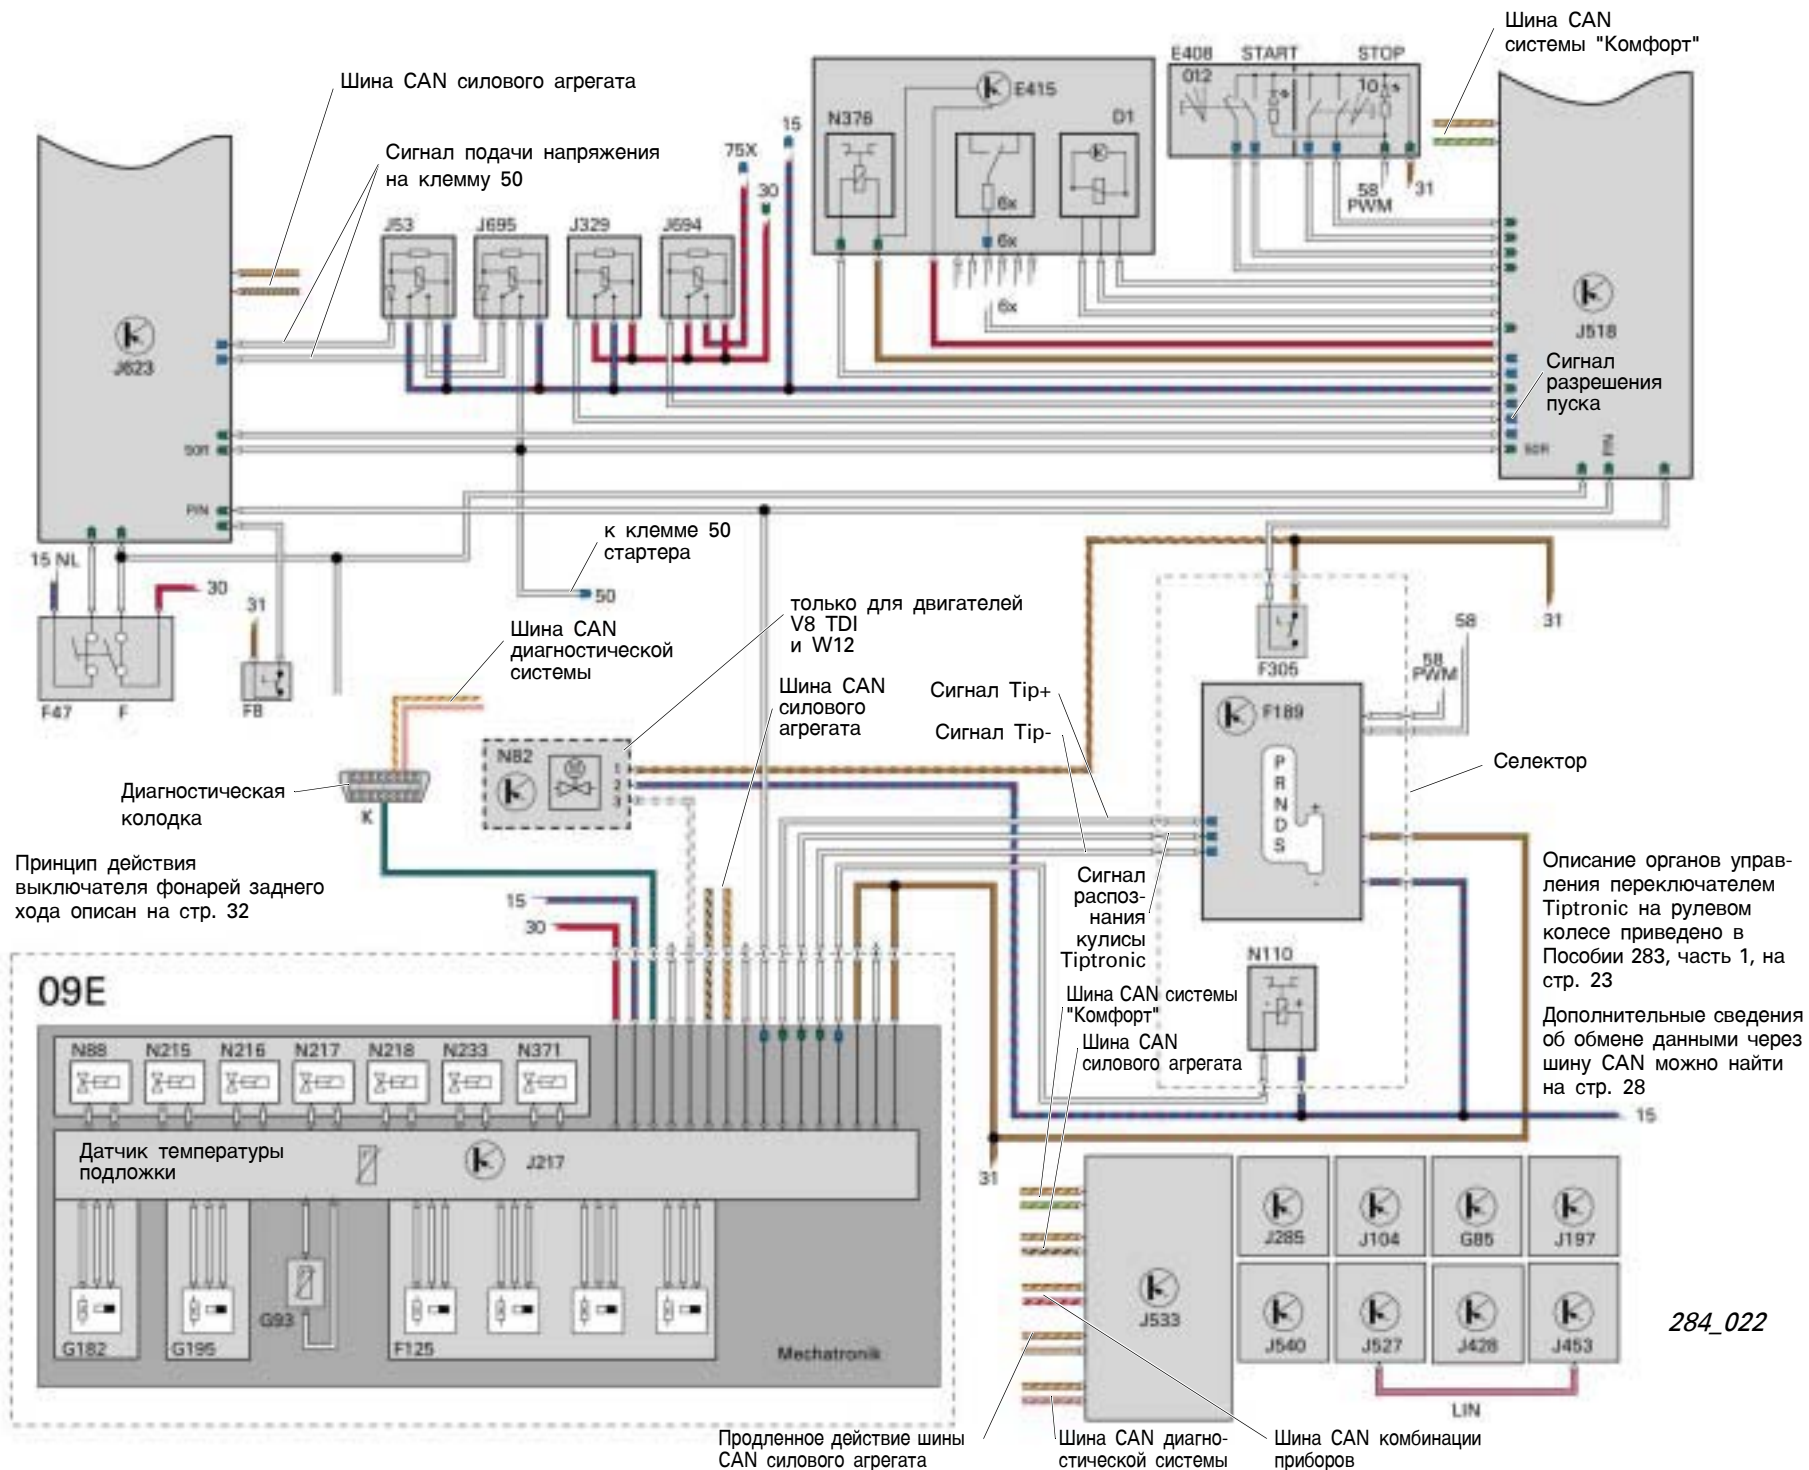 Шина CAN
системы "Комфорт"
Шина CAN силового агрегата
E408 START STOP
012
10
E415
N376
D1
15
Сигнал подачи напряжения
на клемму 50
75X
30
58
PWM
31
6x
6x
6x
J53
J695
J329
J694
J623
J518
Сигнал
разрешения
пуска
50R
50R
P/N
P/N
к клемме 50
стартера
50
15 NL
30
31
F47
F
F8
только для двигателей
V8 TDI
и W12
Шина CAN
диагностической
системы
Шина CAN
силового
агрегата
Сигнал Tip+
Сигнал Tip-
31
F305
58
58
PWM
F189
P
R
N
D
S
+
-
Селектор
N82
1
2
3
Диагностическая
колодка
K
Принцип действия
выключателя фонарей заднего
хода описан на стр. 32
15
30
Сигнал
распоз-
нания
кулисы
Tiptronic
Описание органов управ-
ления переключателем
Tiptronic на рулевом
колесе приведено в
Пособии 283, часть 1, на
стр. 23
Дополнительные сведения
об обмене данными через
шину CAN можно найти
на стр. 28
N110
- +
Шина CAN системы
"Комфорт"
Шина CAN
силового агрегата
15
31
09E
N88
N215
N216
N217
N218
N233
N371
Датчик температуры
подложки
J217
G182
G195
G93
F125
Mechatronik
J533
J285
J104
G85
J197
J540
J527
J428
J453
LIN
284_022
Продленное действие шины
CAN силового агрегата
Шина CAN диагно-
стической системы
Шина CAN комбинации
приборов